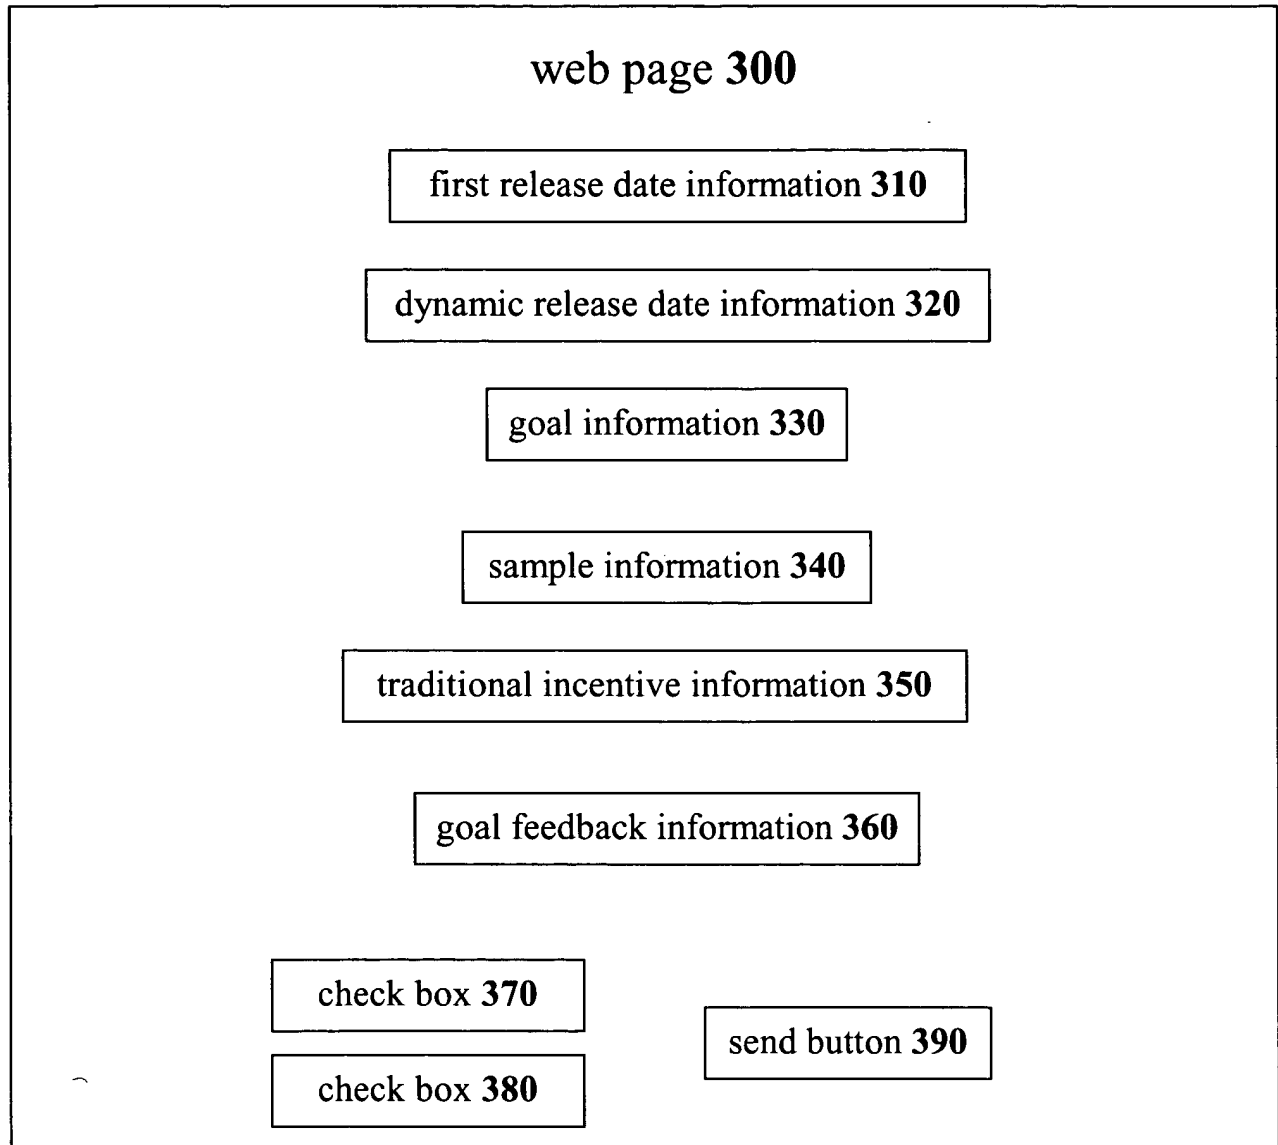 web page 300
first release date information 310
dynamic release date information 320
goal information 330
sample information 340
traditional incentive information 350
goal feedback information 360
check box 370
send button 390
check box 380